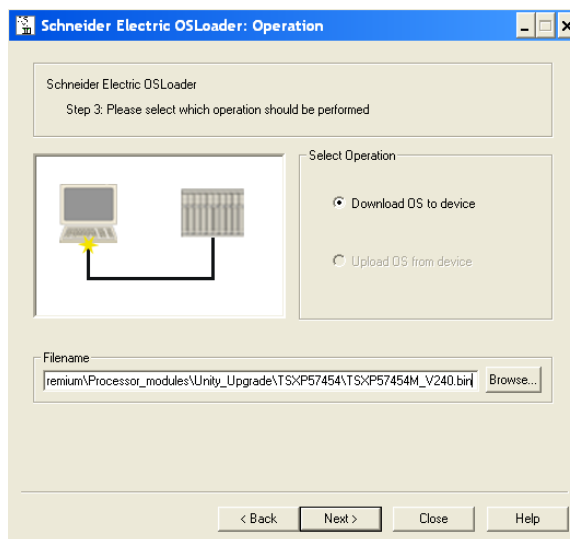 Schneider Electric OSLoader: Operation
Schneider Electric OSLoader
Step 3: Please select which operation should be performed
Select Operation
Download OS to device
Upload OS from device
Filename
remium\Processor_modules\Unity_Upgrade\TSXP57454\TSXP57454M_V240.bin
Browse...
< Back
Next >
Close
Help